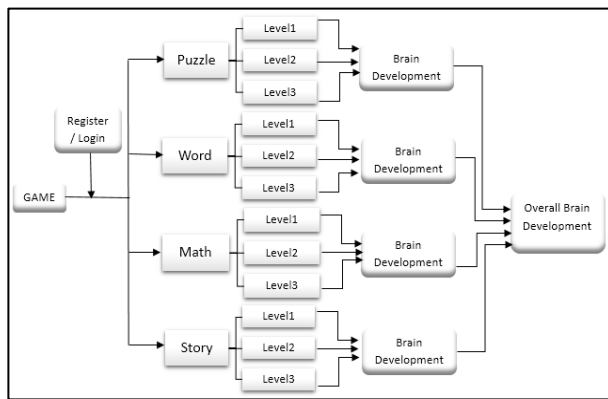 GAME
Register
/ Login
Puzzle
Level1
Level2
Level3
Brain
Development
Word
Level1
Level2
Level3
Brain
Development
Math
Level1
Level2
Level3
Brain
Development
Story
Level1
Level2
Level3
Brain
Development
Overall Brain
Development